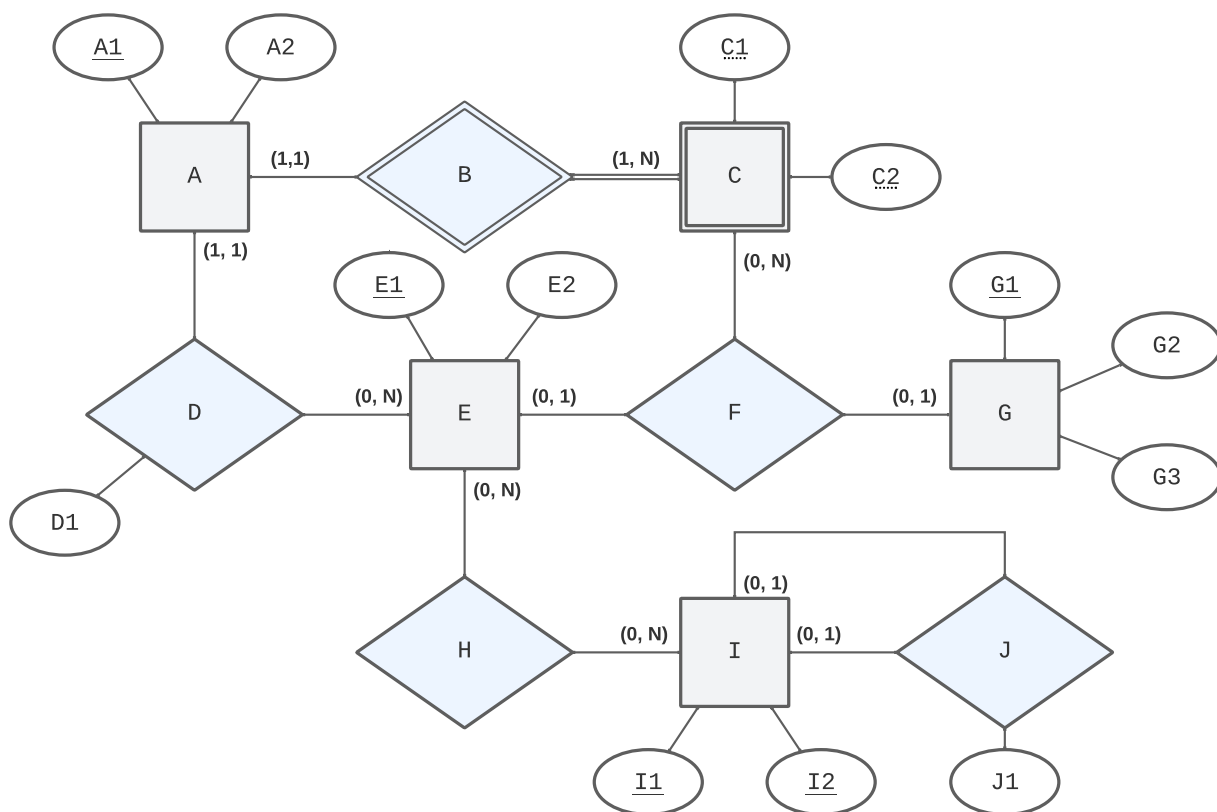 A1
A2
C1
A
(1,1)
B
(1, N)
C
C2
(1, 1)
(0, N)
E1
E2
G1
G2
D
(0, N)
E
(0, 1)
F
(0, 1)
G
G3
(0, N)
D1
(0, 1)
H
(0, N)
I
(0, 1)
J
I1
I2
J1